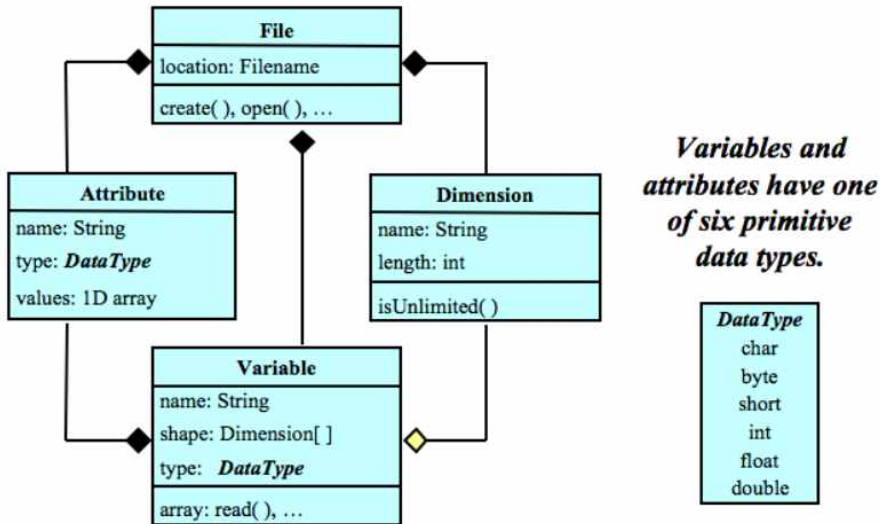 File
location: Filename
create( ), open( ), …
Attribute
name: String
type: DataType
values: 1D array
Dimension
name: String
length: int
isUnlimited( )
Variable
name: String
shape: Dimension[ ]
type: DataType
array: read( ), …
Variables and
attributes have one
of six primitive
data types.
DataType
char
byte
short
int
float
double